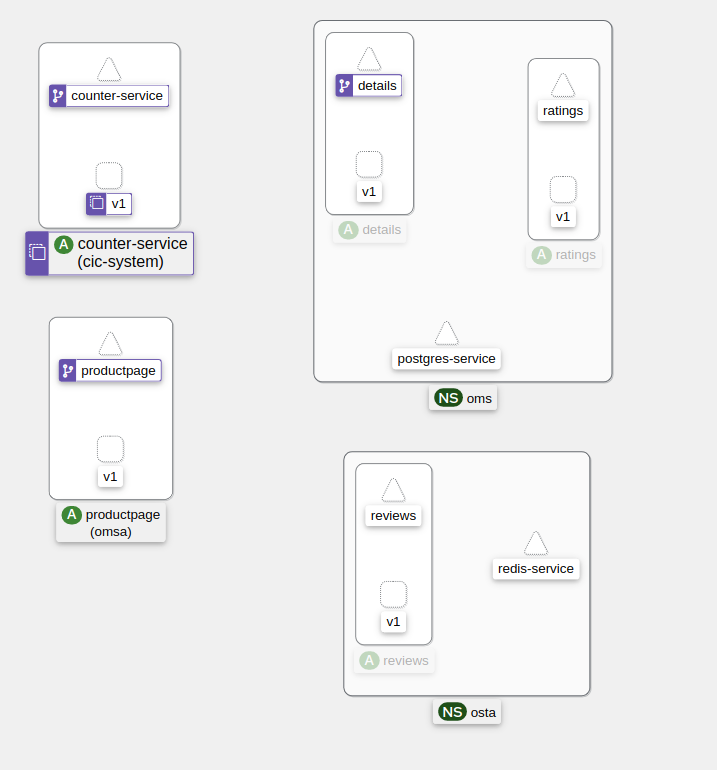 counter-service
v1
A counter-service
(cic-system)
productpage
v1
A productpage
(omsa)
details
v1
A details
ratings
v1
A ratings
postgres-service
NS oms
reviews
v1
A reviews
redis-service
NS osta